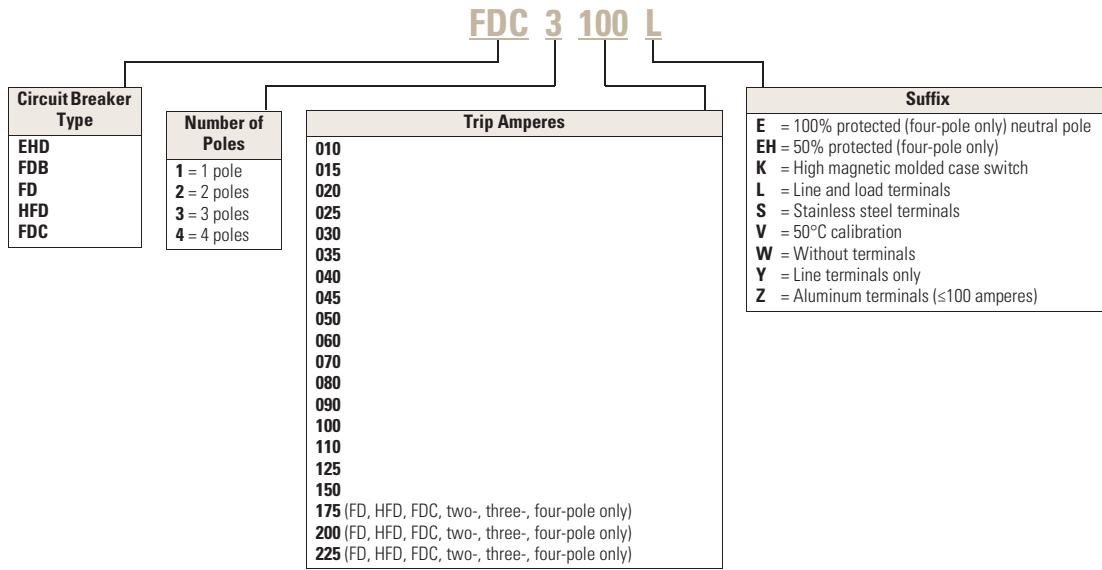 FDC 3 100 L
Circuit Breaker
Type
EHD
FDB
FD
HFD
FDC
Number of
Poles
1 = 1 pole
2 = 2 poles
3 = 3 poles
4 = 4 poles
Trip Amperes
010
015
020
025
030
035
040
045
050
060
070
080
090
100
110
125
150
175 (FD, HFD, FDC, two-, three-, four-pole only)
200 (FD, HFD, FDC, two-, three-, four-pole only)
225 (FD, HFD, FDC, two-, three-, four-pole only)
Suffix
E = 100% protected (four-pole only) neutral pole
EH = 50% protected (four-pole only)
K = High magnetic molded case switch
L = Line and load terminals
S = Stainless steel terminals
V = 50°C calibration
W = Without terminals
Y = Line terminals only
Z = Aluminum terminals (≤100 amperes)